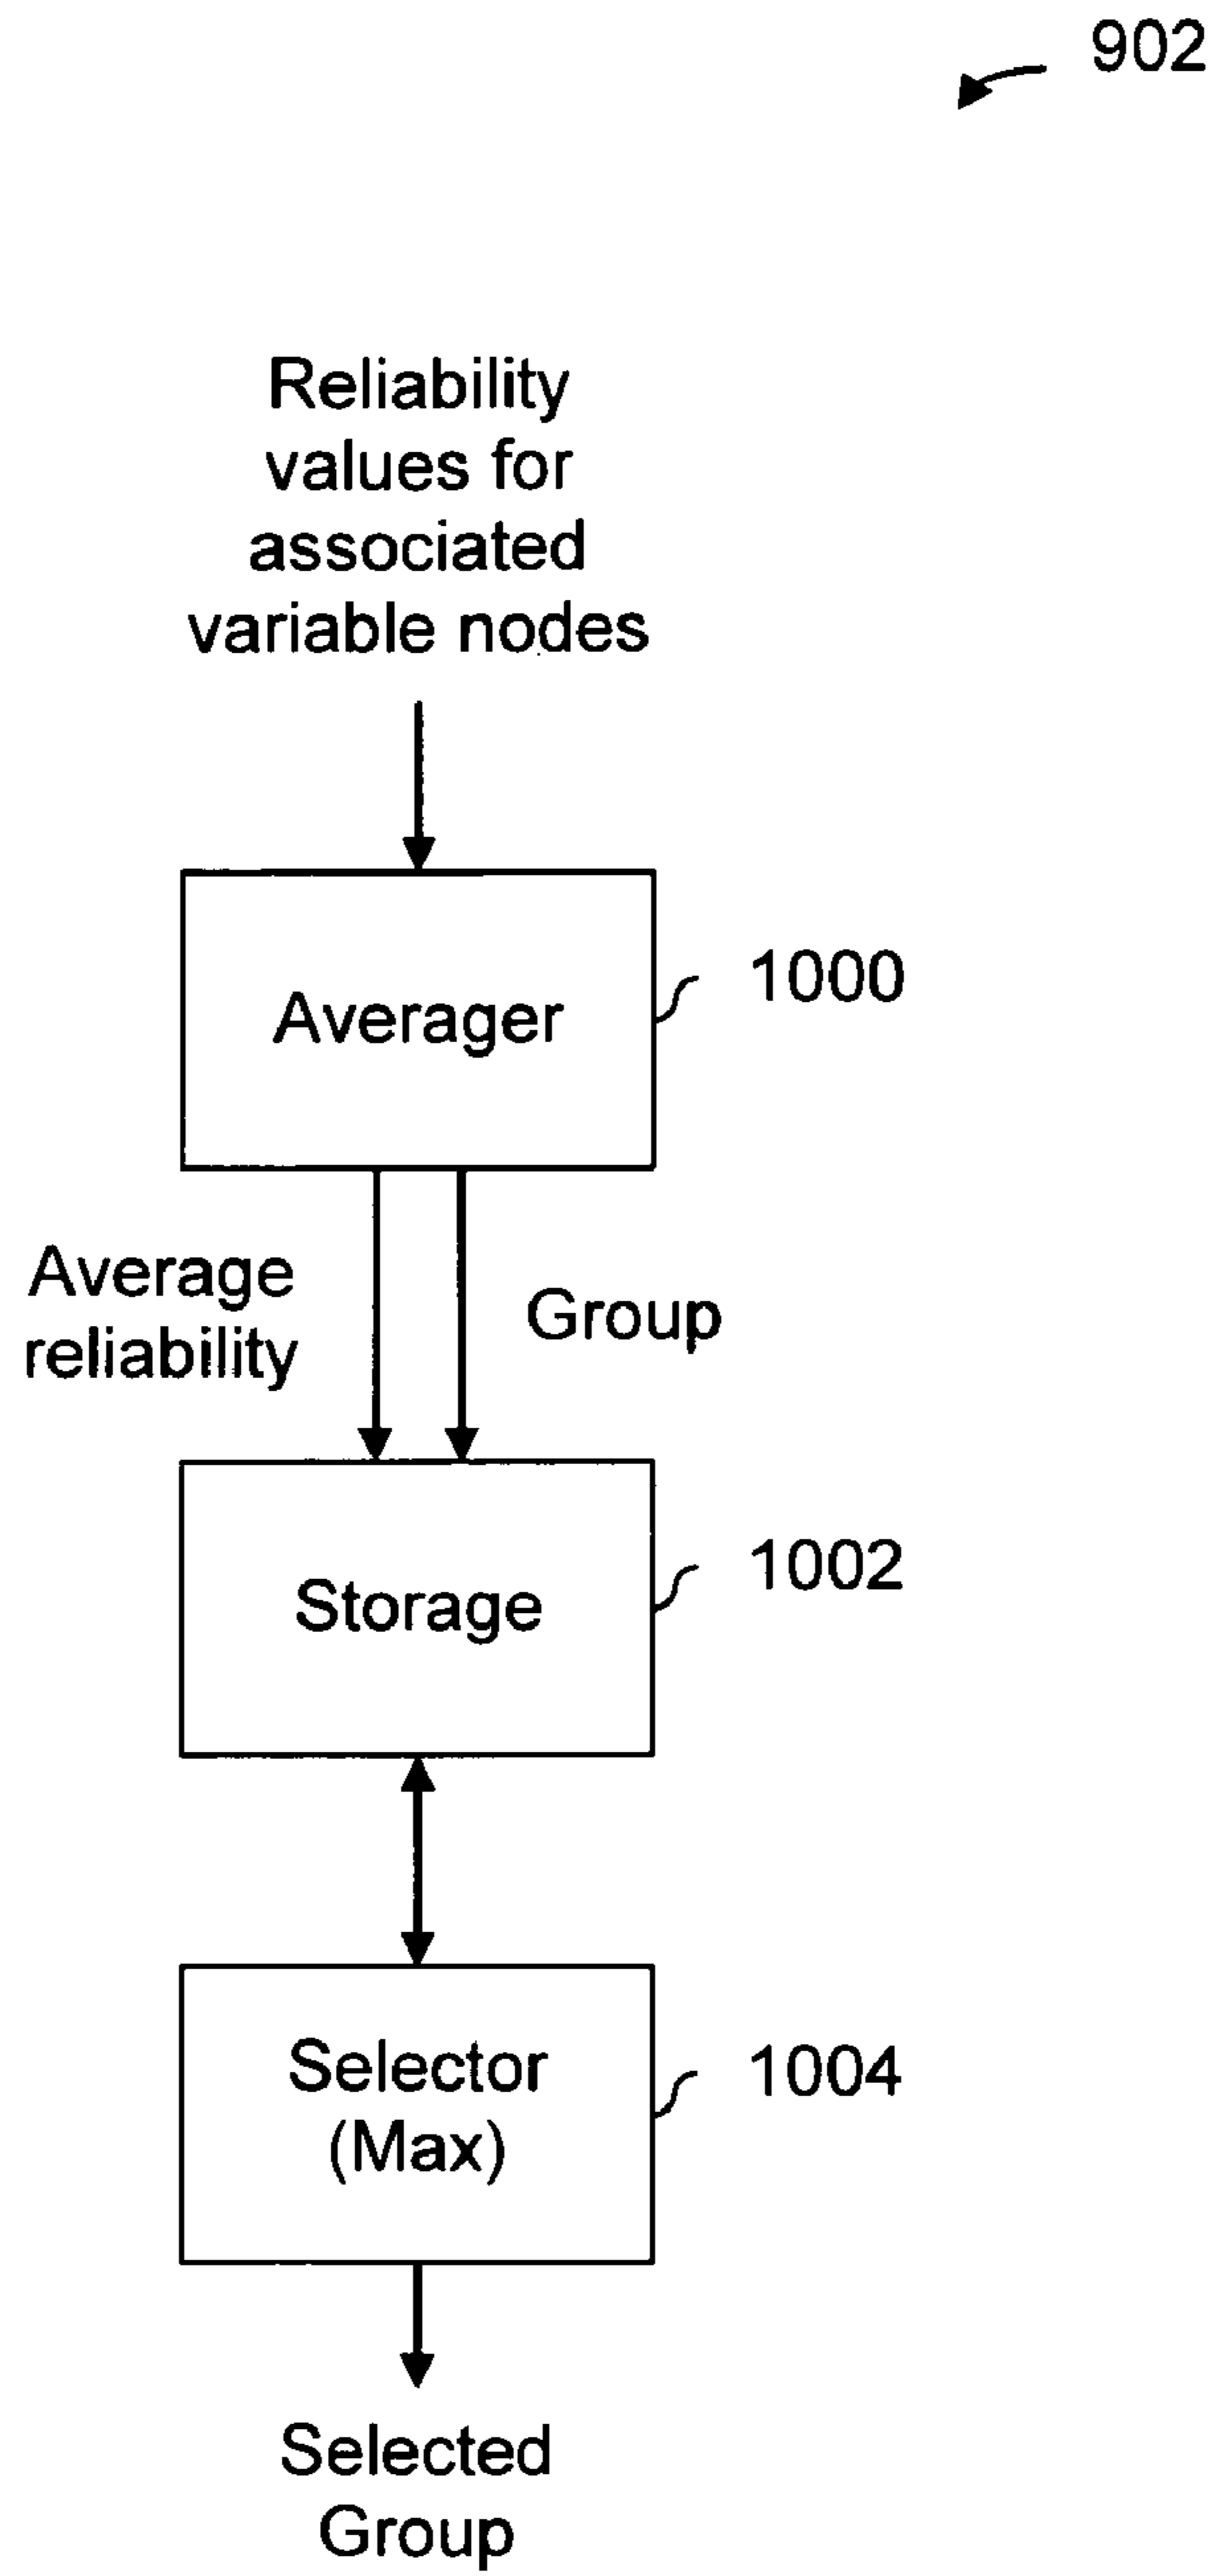 902
Reliability
values for
associated
variable nodes
Averager
1000
Average
reliability
Group
Storage
1002
Selector
(Max)
1004
Selected
Group